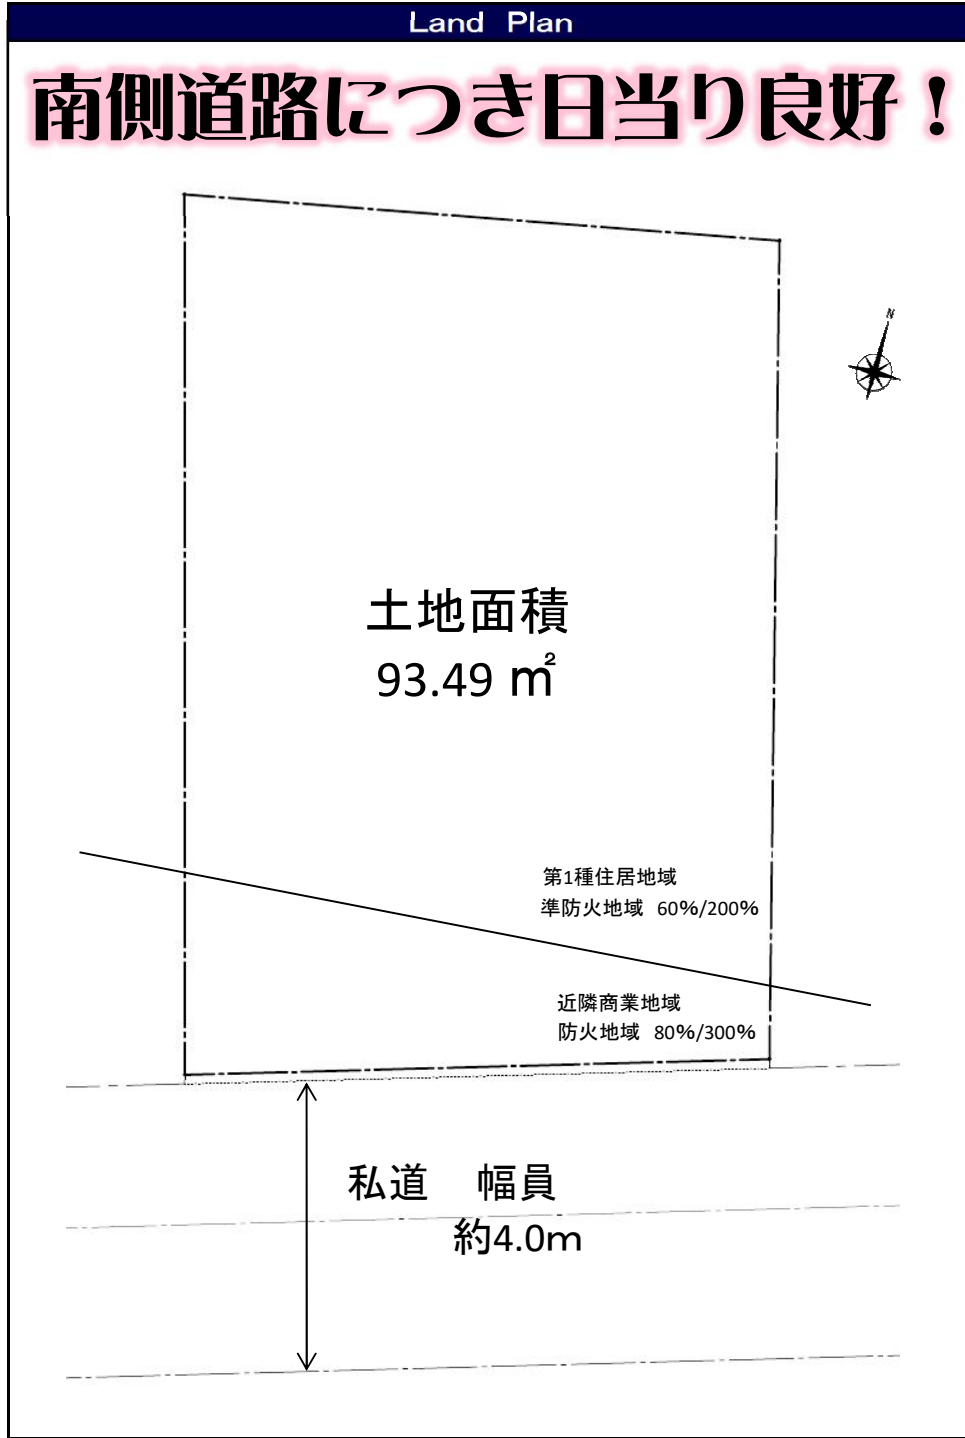 Land Plan
南側道路につき日当り良好！
N
土地面積
93.49 ㎡
第1種住居地域
準防火地域 60%/200%
近隣商業地域
防火地域 80%/300%
私道 幅員
約4.0m